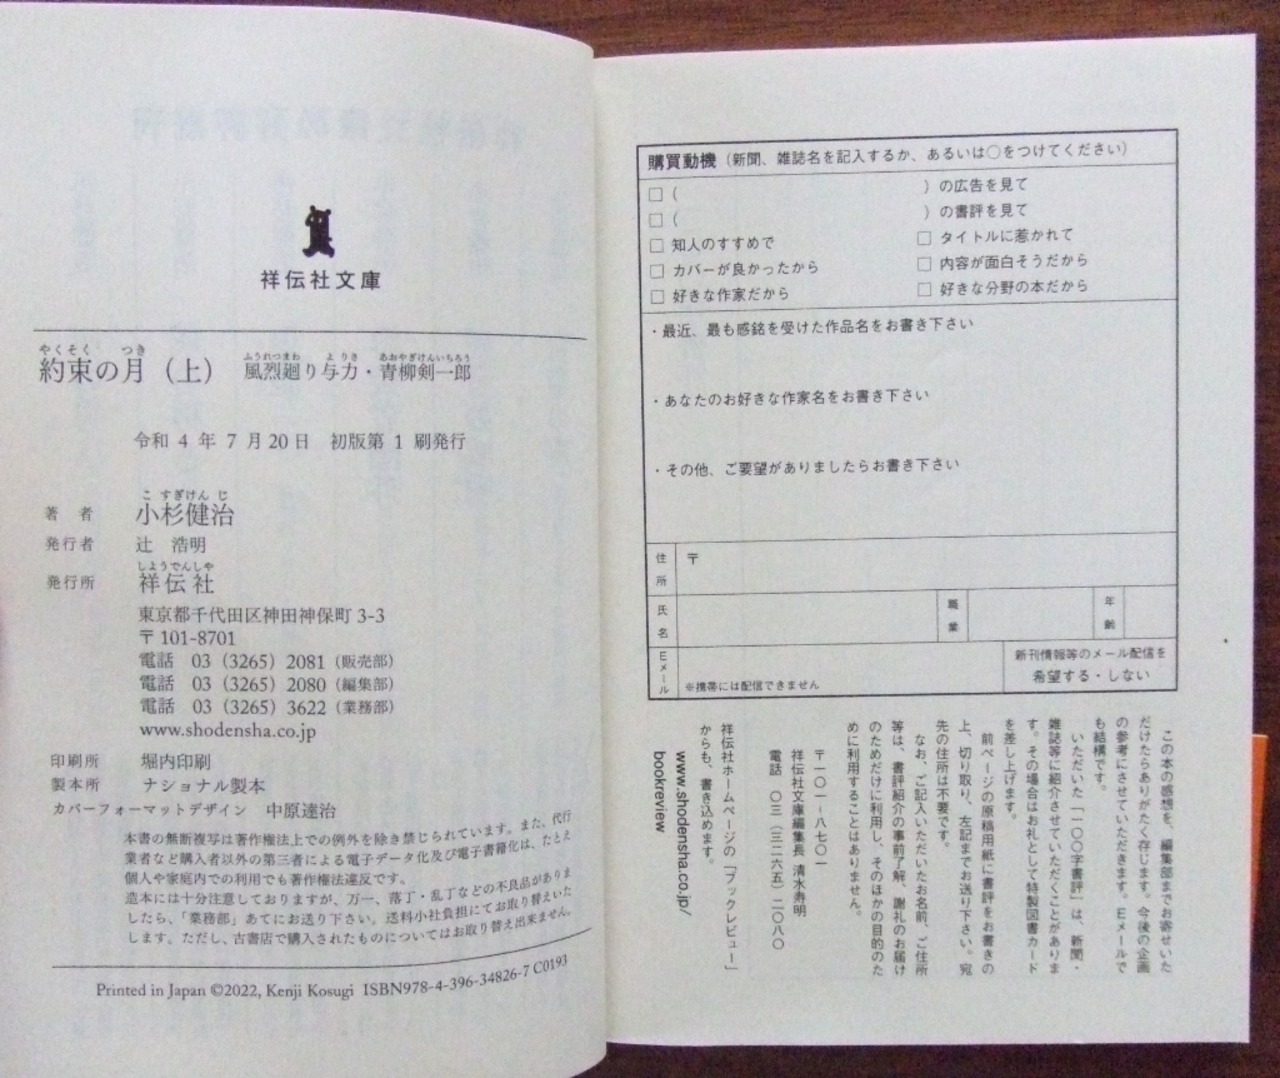 祥伝社文庫
やくそく つき
約束の月(上)
ふうれつまわ よりき あおやぎけんいちろう
風烈廻り与力・青柳剣一郎
令和 4 年 7 月 20 日 初版第 1 刷発行
こ すぎけん じ
著 者 小杉健治
発行者 辻 浩明
しようでんしや
発行所 祥伝社
東京都千代田区神田神保町 3-3
〒 101-8701
電話 03 (3265) 2081 (販売部)
電話 03 (3265) 2080 (編集部)
電話 03 (3265) 3622 (業務部)
www.shodensha.co.jp
印刷所 堀内印刷
製本所 ナショナル製本
カバーフォーマットデザイン 中原達治
本書の無断複写は著作権法上での例外を除き禁じられています。また、代行
業者など購入者以外の第三者による電子データ化及び電子書籍化は、たとえ
個人や家庭内での利用でも著作権法違反です。
造本には十分注意しておりますが、万一、落丁・乱丁などの不良品がありま
したら、「業務部」あてにお送り下さい。送料小社負担にてお取り替えいた
します。ただし、古書店で購入されたものについてはお取り替え出来ません。
Printed in Japan ©2022, Kenji Kosugi ISBN978-4-396-34826-7 C0193
購買動機(新聞、雑誌名を記入するか、あるいは○をつけてください)
□ ( )の広告を見て
□ ( )の書評を見て
□ 知人のすすめで □ タイトルに惹かれて
□ カバーが良かったから □ 内容が面白そうだから
□ 好きな作家だから □ 好きな分野の本だから
・最近、最も感銘を受けた作品名をお書き下さい
・あなたのお好きな作家名をお書き下さい
・その他、ご要望がありましたらお書き下さい
住所 〒
氏名 職業 年齢
Eメール ※携帯には配信できません
新刊情報等のメール配信を
希望する・しない
この本の感想を、編集部までお寄せいた
だけたらありがたく存じます。今後の企画
の参考にさせていただきます。Eメールで
も結構です。
いただいた「一〇〇字書評」は、新聞・
雑誌等に紹介させていただくことがありま
す。その場合はお礼として特製図書カード
を差し上げます。
前ページの原稿用紙に書評をお書きの
上、切り取り、左記までお送り下さい。宛
先の住所は不要です。
なお、ご記入いただいたお名前、ご住所
等は、書評紹介の事前了解、謝礼のお届け
のためだけに利用し、そのほかの目的のた
めに利用することはありません。
〒一〇一-八七〇一
祥伝社文庫編集長 清水寿明
電話 〇三(三二六五)二〇八〇
祥伝社ホームページの「ブックレビュー」
からも、書き込めます。
www.shodensha.co.jp/
bookreview